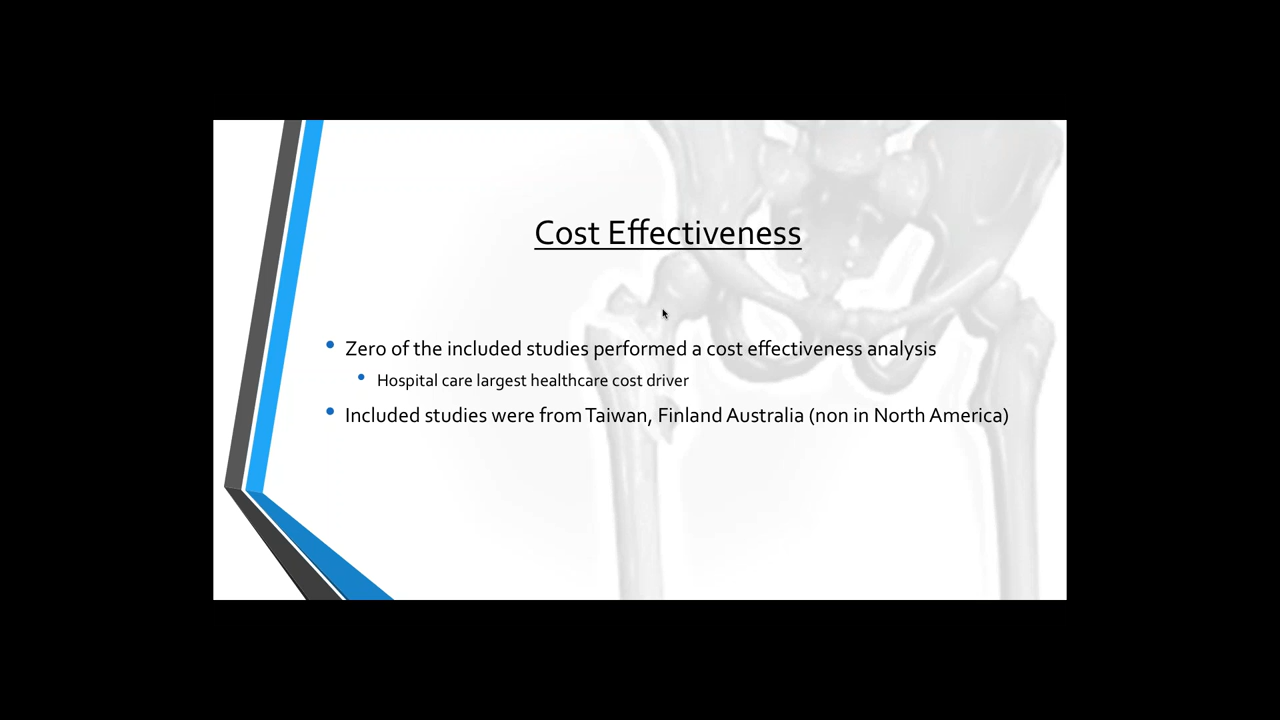 Cost Effectiveness
Zero of the included studies performed a cost effectiveness analysis
Hospital care largest healthcare cost driver
Included studies were from Taiwan, Finland Australia (non in North America)